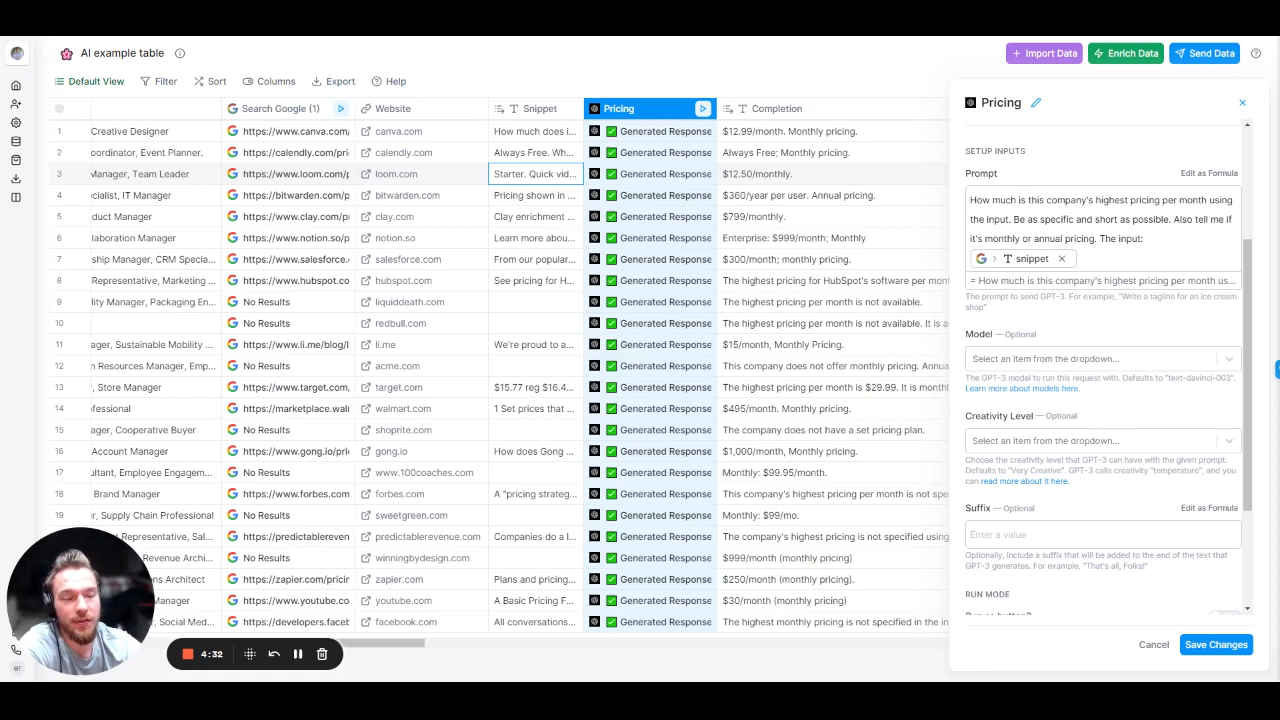 AI example table
Import Data
Enrich Data
Send Data
Default View
Filter
Sort
Columns
Export
Help
Search Google (1)
Website
Snippet
Pricing
Completion
1 Creative Designer https://www.canva.com/ canva.com How much does i... Generated Response $12.99/month. Monthly pricing.
2 oordinator, Event Planner. https://calendly.com/pri canva calendly.com Always Free. Wh... Generated Response Always Free; Monthly pricing.
3 Manager, Team Leader https://www.loom.com/p loom.com Starter. Quick vid... Generated Response $12.50/monthly.
4 ecialist, IT Manager https://bitwarden.com/p bitwarden.com Pricing shown in ... Generated Response $360/year per user. Annual pricing.
5 duct Manager https://www.clay.com/pr clay.com Clay enrichment ... Generated Response $799/monthly.
6 llaboration Manager https://www.notion.so/p notion.so Learn more abou... Generated Response Enterprise: $999/month; Monthly
7 ship Manager, CRM Specia... https://www.salesforce. salesforce.com From our popular... Generated Response $300/month; monthly pricing.
8 Representative, Marketing ... https://www.hubspot.co hubspot.com See pricing for H... Generated Response The highest pricing for HubSpot's software per mon
9 lity Manager, Packaging En... No Results liquiddeath.com Generated Response The highest pricing per month is not available.
10 No Results redbull.com Generated Response The highest pricing per month is not available. It is a
11 ager, Sustainable Mobility ... https://www.li.me/blog/l li.me We're proud to a... Generated Response $15/month, Monthly Pricing
12 n Resources Manager, Emp... No Results acme.com Generated Response This company does not offer monthly pricing. Annua
13 r, Store Manager https://www.target.com, target.com $15.77 reg $16.4... Generated Response The highest pricing per month is $29.99. It is month
14 ofessional https://marketplace.wal walmart.com 1 Set prices that ... Generated Response $495/month. Monthly pricing.
15 ager, Cooperative Buyer No Results shoprite.com Generated Response The company does not have a set pricing plan.
16 Account Manager https://www.gong.io/pric gong.io How does Gong ... Generated Response $1,000/month, Monthly pricing.
17 ultant, Employee Engagem... No Results www.100coaches.com Generated Response Monthly: $99.95/month.
18 Brand Manager https://www.forbes.com forbes.com A "pricing strateg... Generated Response This company's highest pricing per month is not spe
19 r, Supply Chain Professional No Results sweetgreen.com Generated Response Monthly: $99/mo.
t Representative, Sal... https://predictablereven predictablerevenue.com Companies do a l... Generated Response The company's highest pricing is not specified using
Revenue Archi... No Results winningbydesign.com Generated Response $999/month (monthly pricing)
ns Architect https://zapier.com/pricin zapier.com Plans and pricing... Generated Response $250/month (monthly pricing).
Manager https://www.youtube.co youtube.com A Basic Pricing F... Generated Response $30/month (monthly pricing)
, Social Med... https://developers.faceb facebook.com All conversations... Generated Response The highest monthly pricing is not specified in the in
4:32
er
Pricing
SETUP INPUTS
Prompt
Edit as Formula
How much is this company's highest pricing per month using
the input. Be as specific and short as possible. Also tell me if
it's monthly or annual pricing. The input:
snippet
= How much is this company's highest pricing per month us...
The prompt to send GPT-3. For example, "Write a tagline for an ice cream
shop"
Model — Optional
Select an item from the dropdown...
The GPT-3 model to run this request with. Defaults to "text-davinci-003".
Learn more about models here.
Creativity Level — Optional
Select an item from the dropdown...
Choose the creativity level that GPT-3 can have with the given prompt.
Defaults to "Very Creative". GPT-3 calls creativity "temperature", and you
can read more about it here.
Suffix — Optional
Edit as Formula
Enter a value
Optionally, include a suffix that will be added to the end of the text that
GPT-3 generates. For example, "That's all, Folks!"
RUN MODE
Cancel
Save Changes